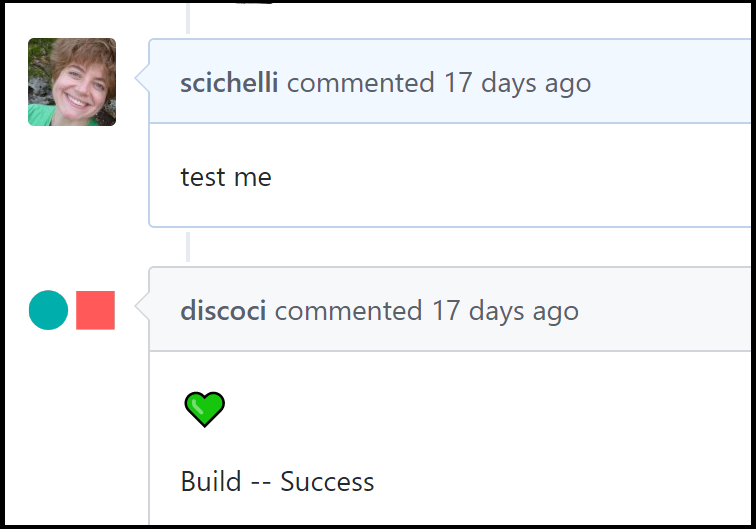 scichelli commented 17 days ago
test me
discoci commented 17 days ago
Build -- Success